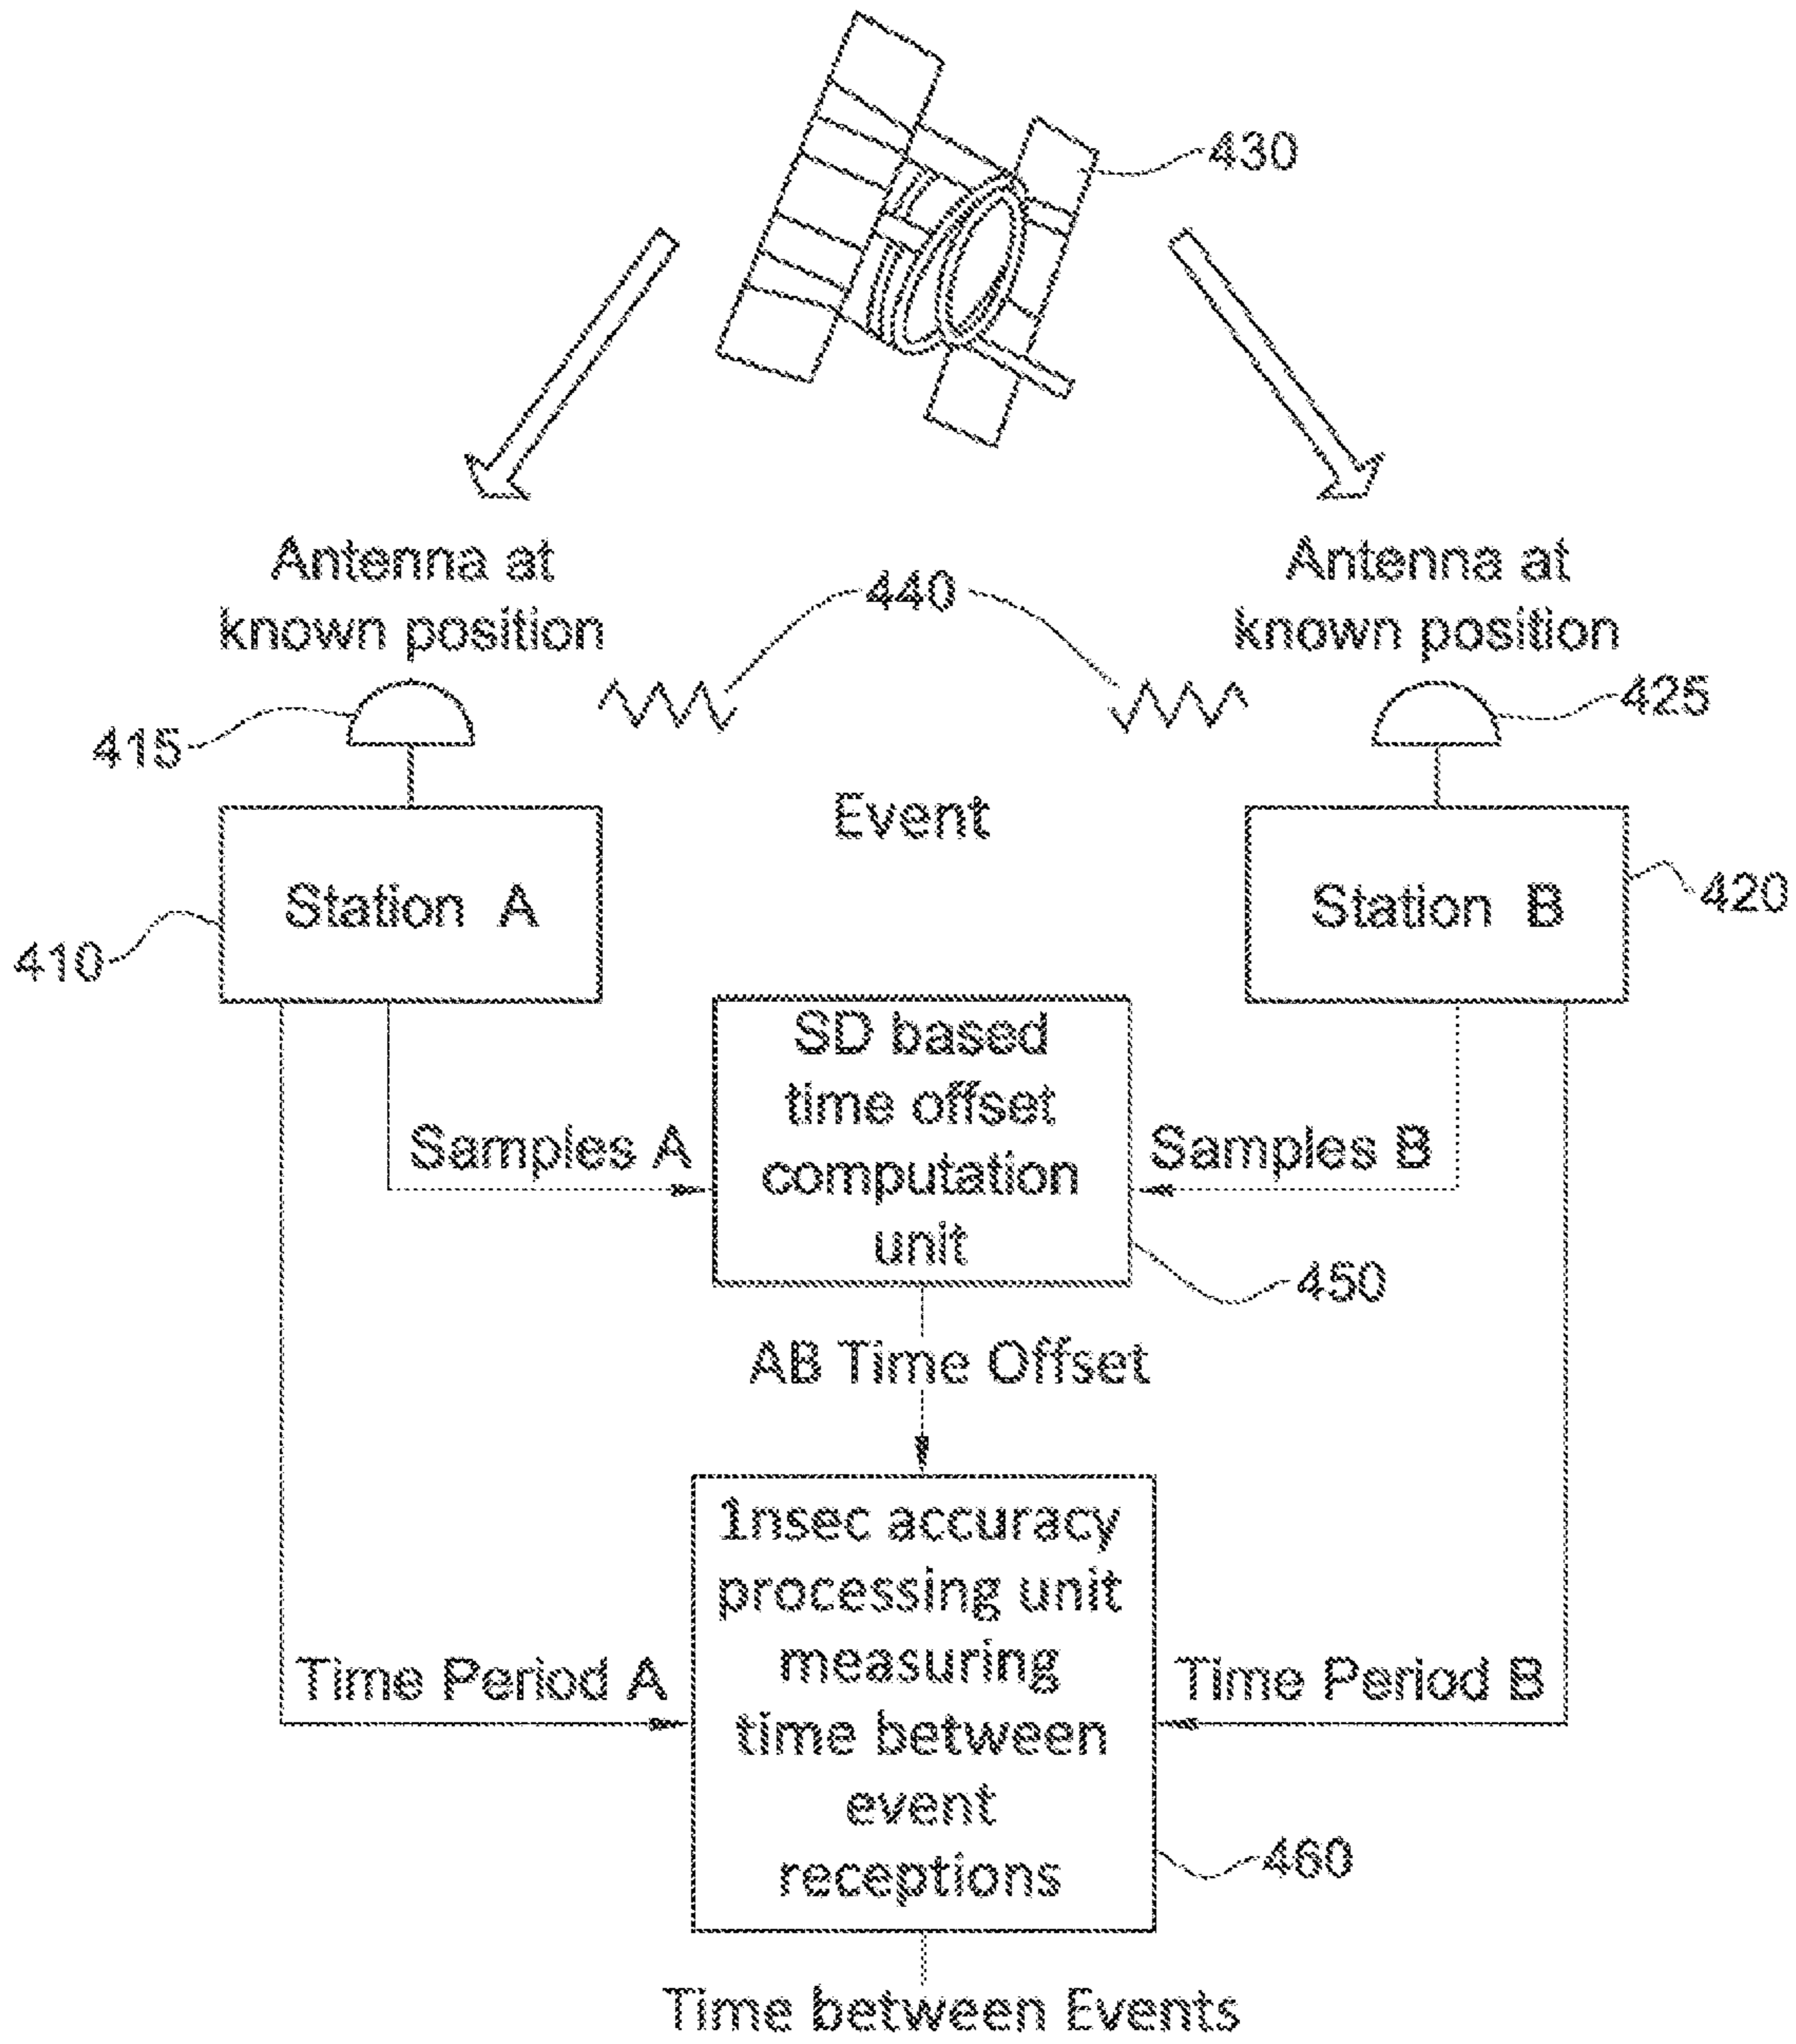 430
Antenna at
known position
440
Antenna at
known position
415
425
Event
Station A
410
Station B
420
SD based
time offset
computation
unit
Samples A
Samples B
450
AB Time Offset
1nsec accuracy
processing unit
measuring
time between
event
receptions
Time Period A
Time Period B
460
Time between Events